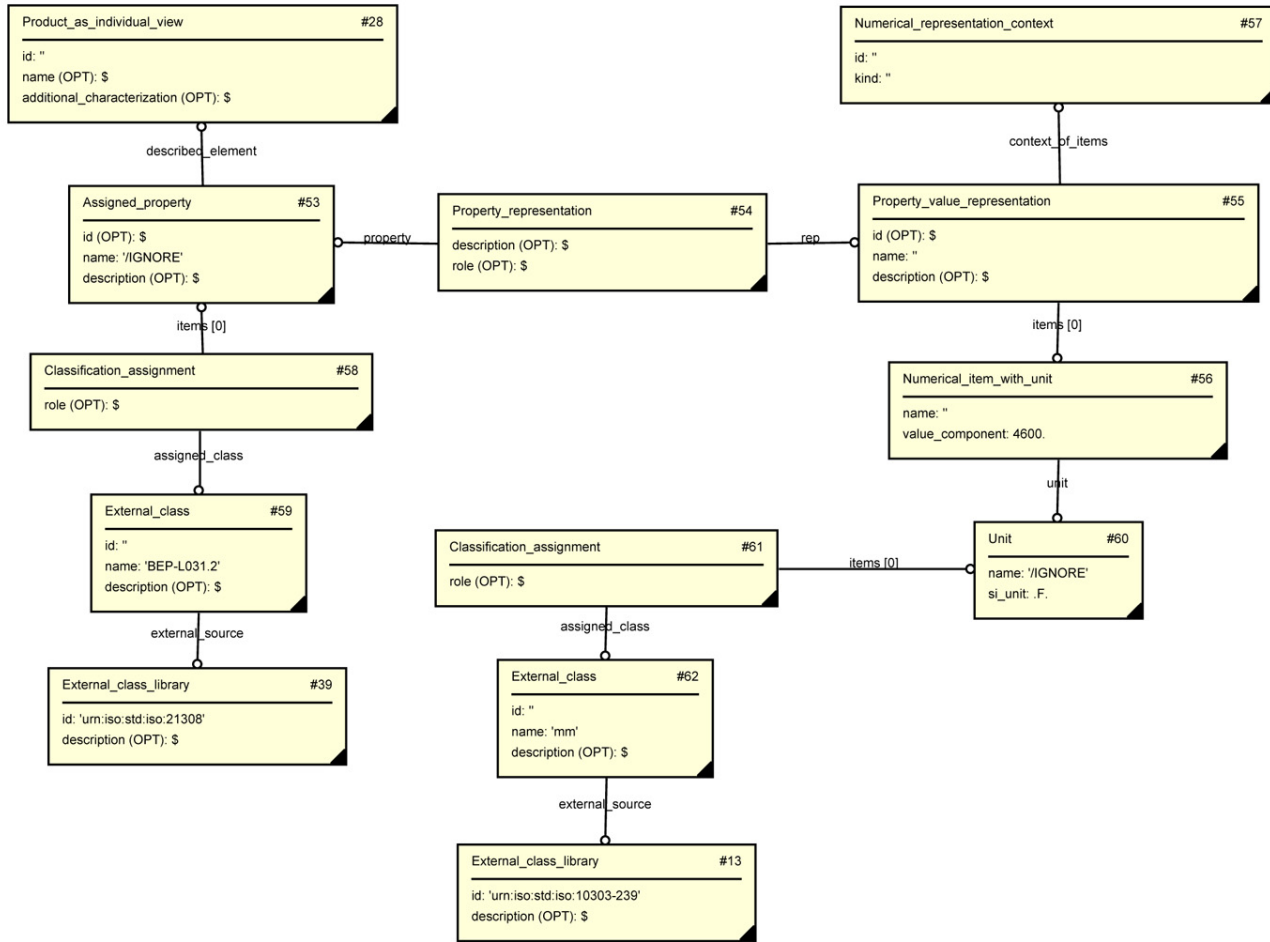 Product_as_individual_view #28
id: ''
name (OPT): $
additional_characterization (OPT): $
Numerical_representation_context #57
id: ''
kind: ''
described_element
context_of_items
Assigned_property #53
id (OPT): $
name: '/IGNORE'
description (OPT): $
property
Property_representation #54
description (OPT): $
role (OPT): $
rep
Property_value_representation #55
id (OPT): $
name: ''
description (OPT): $
items [0]
items [0]
Classification_assignment #58
role (OPT): $
Numerical_item_with_unit #56
name: ''
value_component: 4600.
assigned_class
unit
External_class #59
id: ''
name: 'BEP-L031.2'
description (OPT): $
Classification_assignment #61
role (OPT): $
items [0]
Unit #60
name: '/IGNORE'
si_unit: .F.
external_source
assigned_class
External_class_library #39
id: 'urn:iso:std:iso:21308'
description (OPT): $
External_class #62
id: ''
name: 'mm'
description (OPT): $
external_source
External_class_library #13
id: 'urn:iso:std:iso:10303-239'
description (OPT): $